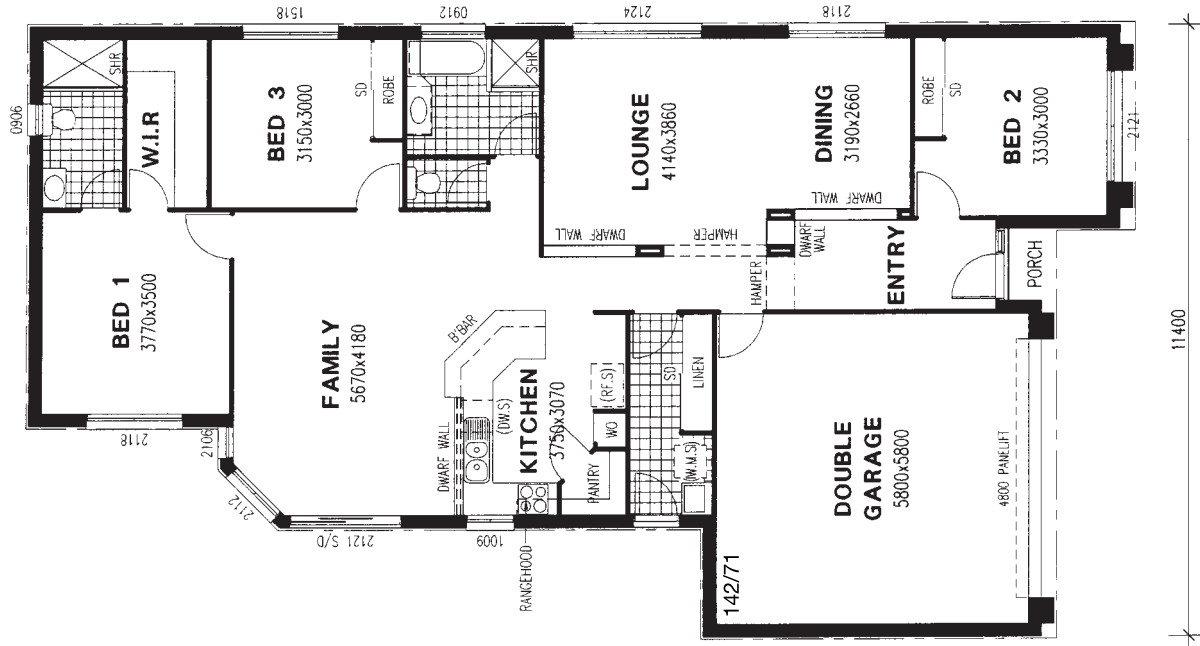 1518
0912
2124
2118
0906
SHR
W.I.R
BED 3
3150x3000
SD
ROBE
SHR
LOUNGE
4140x3860
DINING
3190x2660
ROBE
SD
BED 2
3330x3000
2121
DWARF WALL
HAMPER
DWARF WALL
DWARF
WALL
HAMPER
ENTRY
PORCH
11400
BED 1
3770x3500
FAMILY
5670x4180
B'BAR
KITCHEN
3750x3070
(DW.S)
(RF.S)
WO
PANTRY
DWARF WALL
SD
LINEN
(W.M.S)
DOUBLE
GARAGE
5800x5800
4800 PANELIFT
2118
2106
2112
2121 S/D
1009
RANGEHOOD
142/71